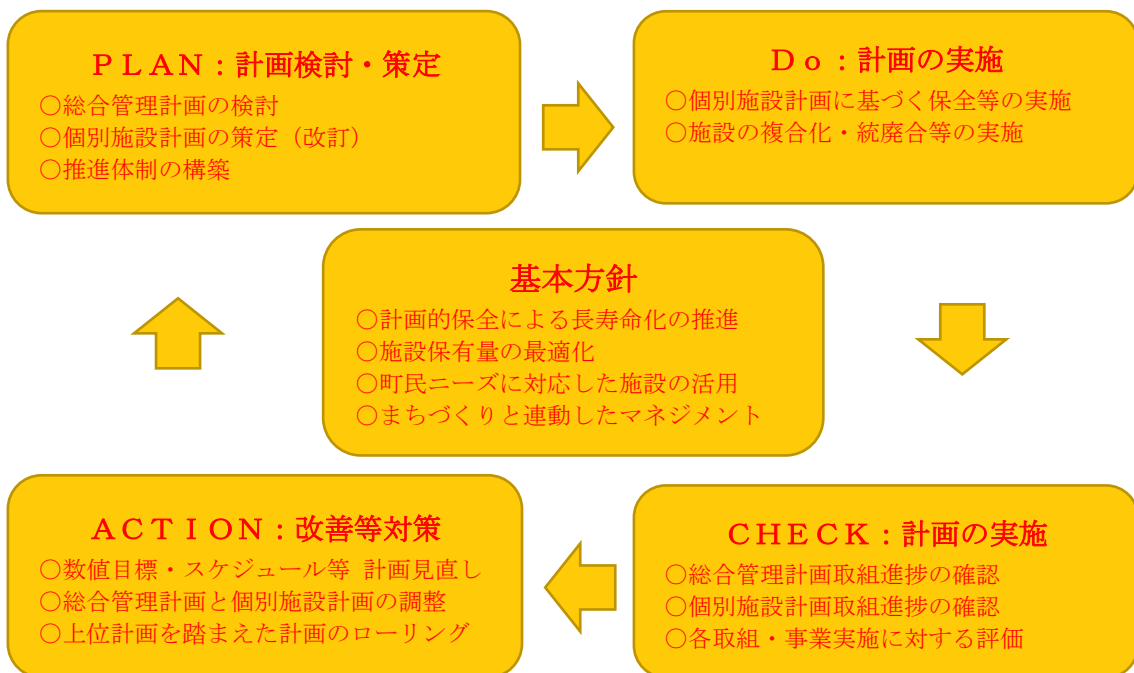 ＰＬＡＮ：計画検討・策定
○総合管理計画の検討
○個別施設計画の策定（改訂）
○推進体制の構築
Ｄｏ：計画の実施
○個別施設計画に基づく保全等の実施
○施設の複合化・統廃合等の実施
基本方針
○計画的保全による長寿命化の推進
○施設保有量の最適化
○町民ニーズに対応した施設の活用
○まちづくりと連動したマネジメント
ＡＣＴＩＯＮ：改善等対策
○数値目標・スケジュール等 計画見直し
○総合管理計画と個別施設計画の調整
○上位計画を踏まえた計画のローリング
ＣＨＥＣＫ：計画の実施
○総合管理計画取組進捗の確認
○個別施設計画取組進捗の確認
○各取組・事業実施に対する評価